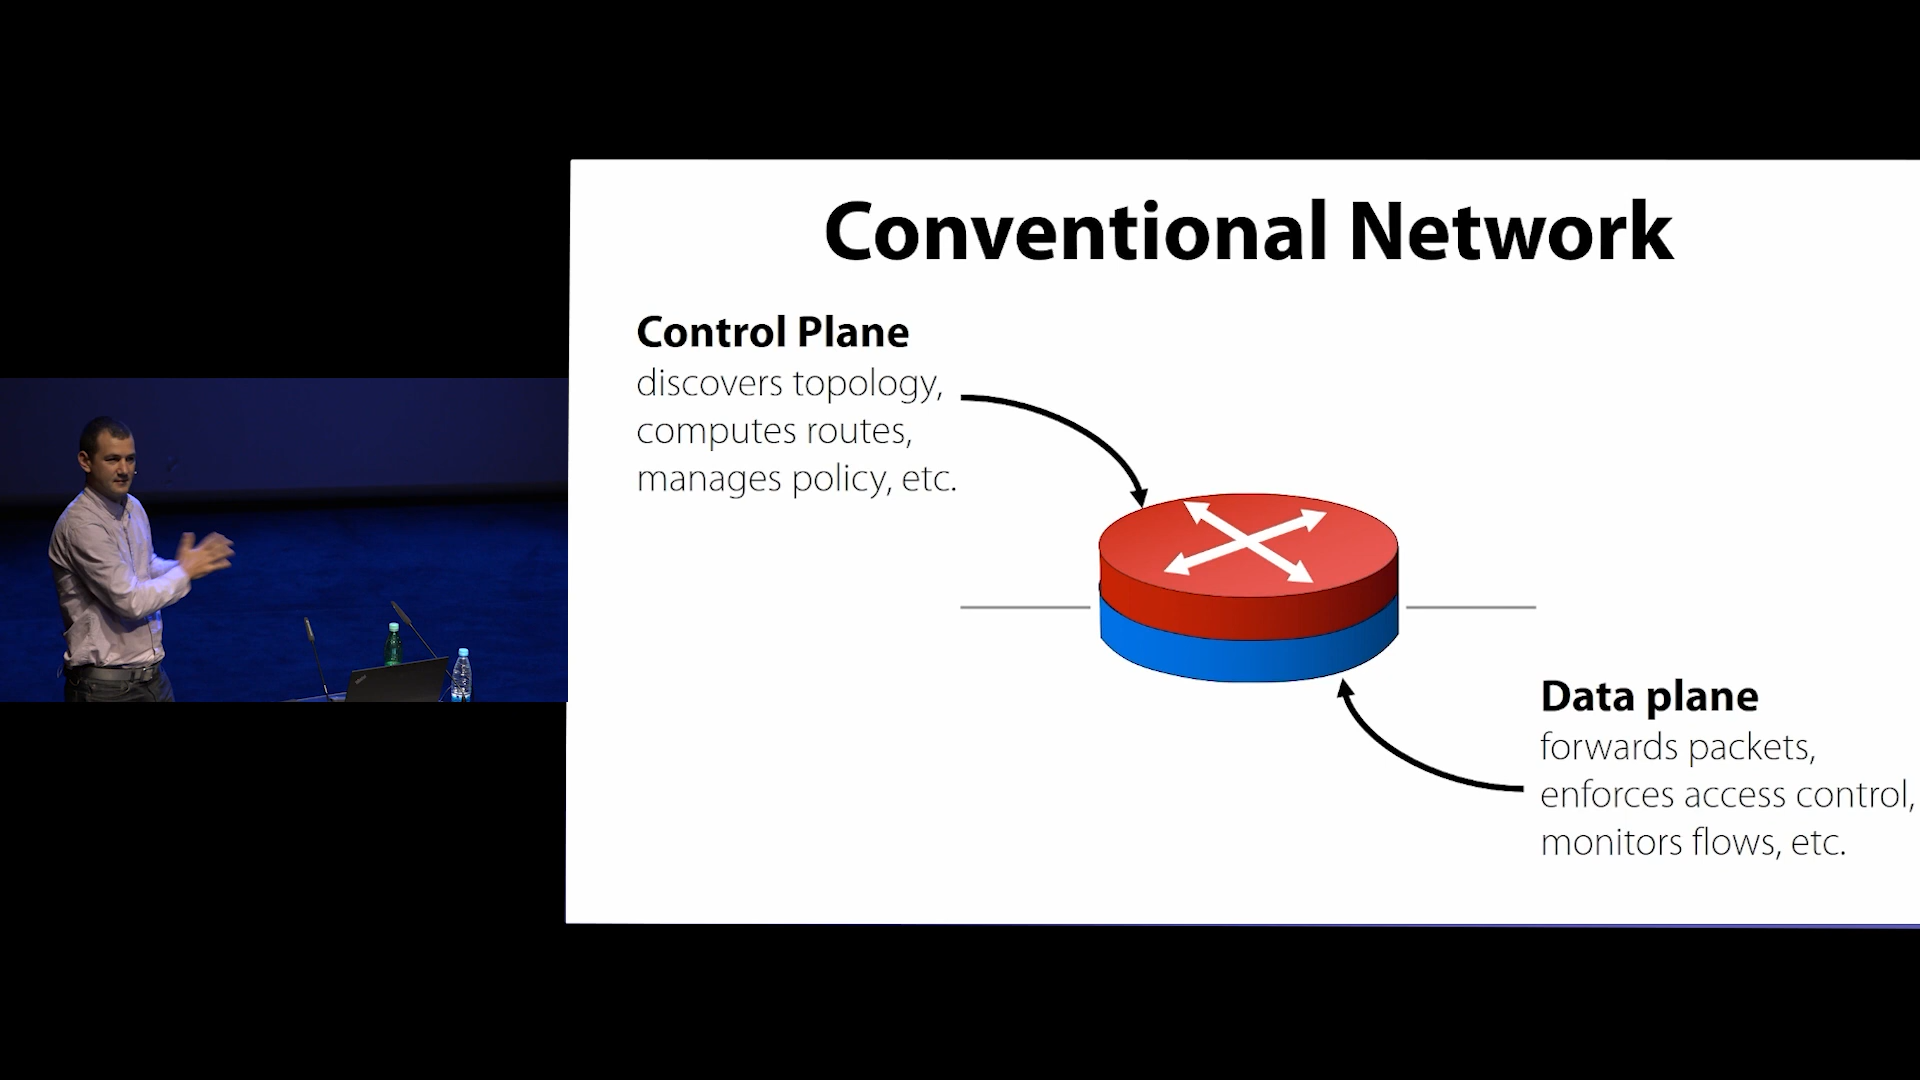 Conventional Network
Control Plane
discovers topology,
computes routes,
manages policy, etc.
Data plane
forwards packets,
enforces access control,
monitors flows, etc.